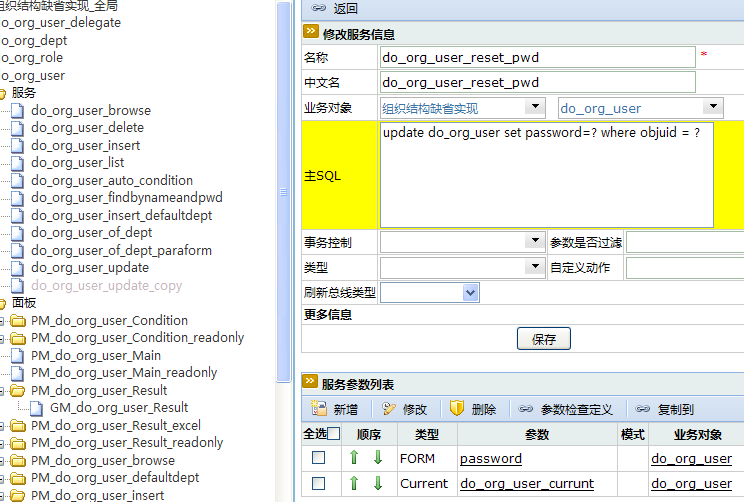 组织结构缺省实现_全局
do_org_user_delegate
do_org_dept
do_org_role
do_org_user
服务
do_org_user_browse
do_org_user_delete
do_org_user_insert
do_org_user_list
do_org_user_auto_condition
do_org_user_findbynameandpwd
do_org_user_insert_defaultdept
do_org_user_of_dept
do_org_user_of_dept_paraform
do_org_user_update
do_org_user_update_copy
面板
PM_do_org_user_Condition
PM_do_org_user_Condition_readonly
PM_do_org_user_Main
PM_do_org_user_Main_readonly
PM_do_org_user_Result
GM_do_org_user_Result
PM_do_org_user_Result_excel
PM_do_org_user_Result_readonly
PM_do_org_user_browse
PM_do_org_user_defaultdept
PM_do_org_user_insert
返回
修改服务信息
名称 do_org_user_reset_pwd *
中文名 do_org_user_reset_pwd
业务对象 组织结构缺省实现 do_org_user
主SQL update do_org_user set password=? where objuid = ?
事务控制 参数是否过滤
类型 自定义动作
刷新总线类型
更多信息
保存
服务参数列表
新增 修改 删除 参数检查定义 复制到
全选 顺序 类型 参数 模式 业务对象
FORM password do_org_user
Current do_org_user_currunt do_org_user